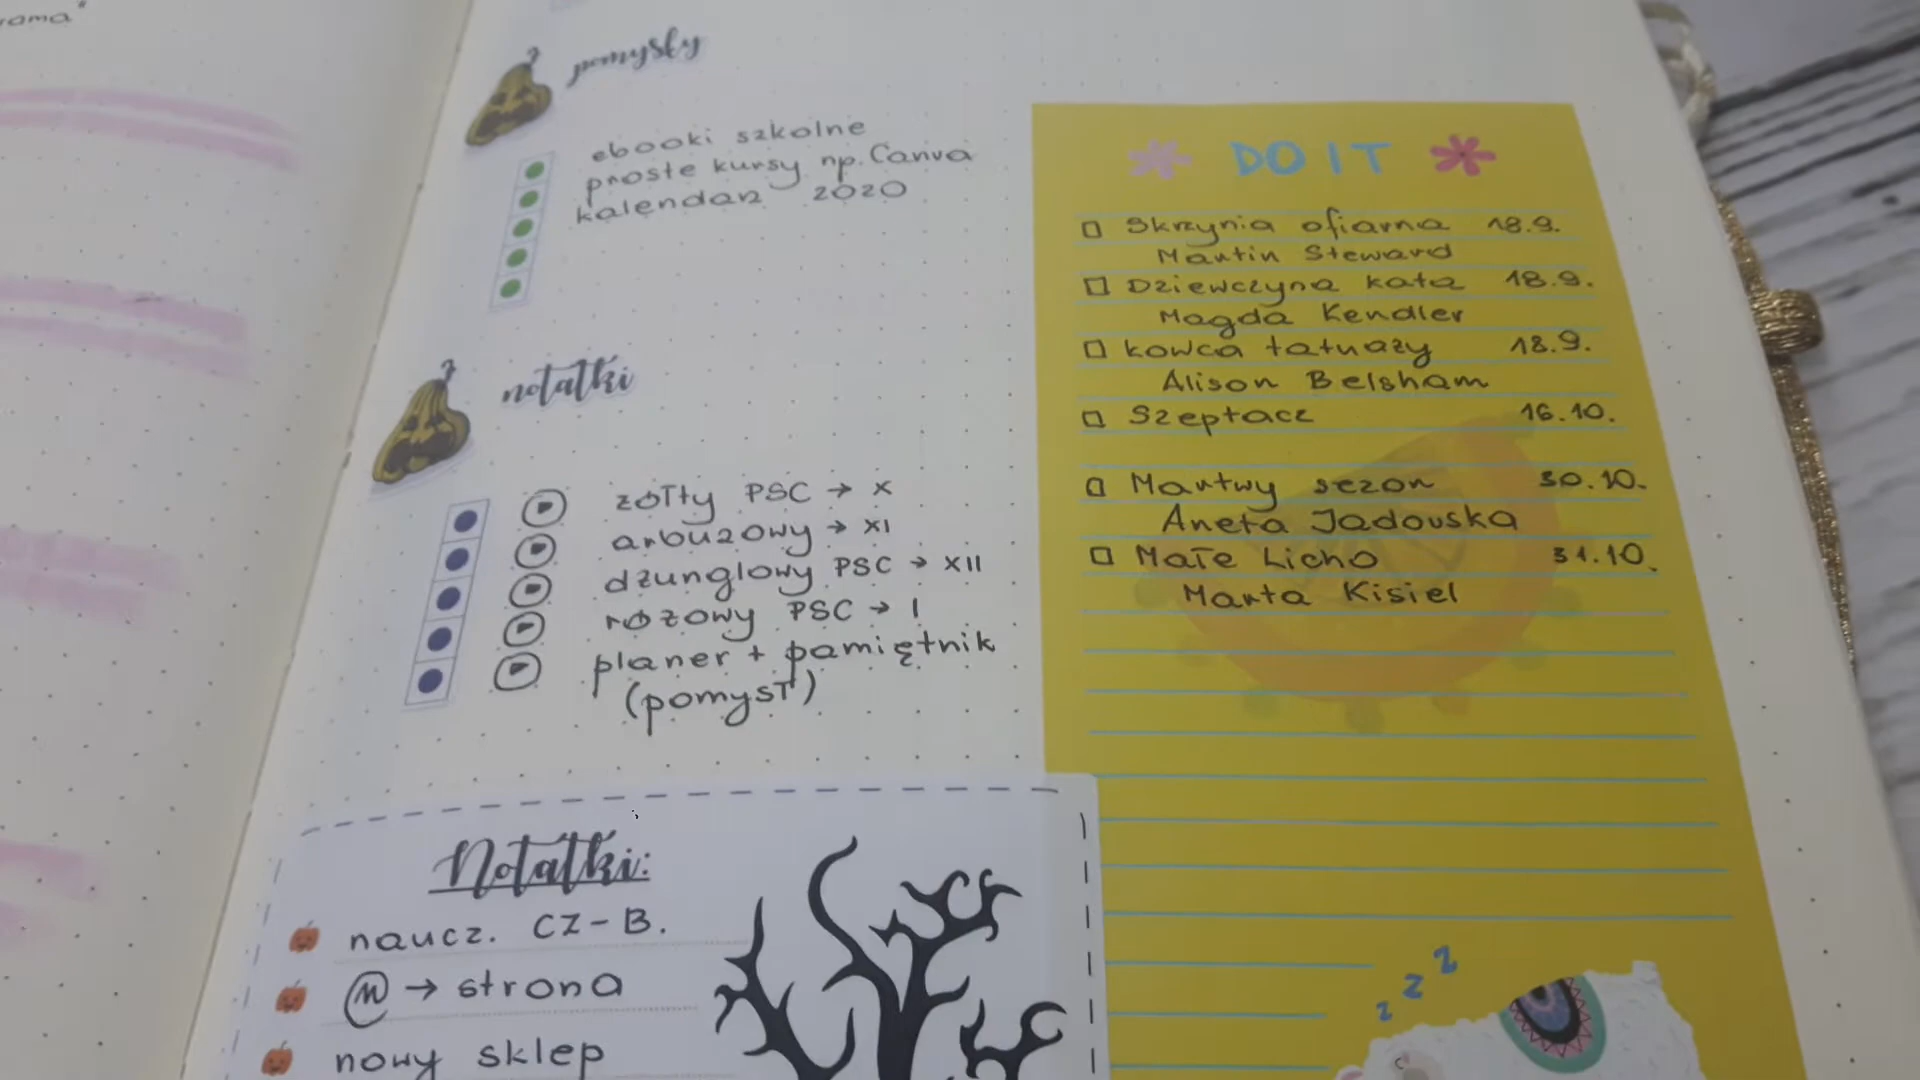 pomysły
ebooki szkolne
proste kursy np. Canva
kalendarz 2020
notatki
żółty PSC → X
arbuzowy → XI
dżunglowy PSC → XII
różowy PSC → I
planer + pamiętnik
(pomysł)
Notatki:
naucz. CZ-B.
→ strona
nowy sklep
DO IT
Skrzynia ofiarna 18.9.
Martin Steward
Dziewczyna kata 18.9.
Magda Kendler
Łowca tatuaży 18.9.
Alison Belsham
Szeptacz 16.10.
Martwy sezon 30.10.
Aneta Jadowska
Małe Licho 31.10.
Marta Kisiel
z z z